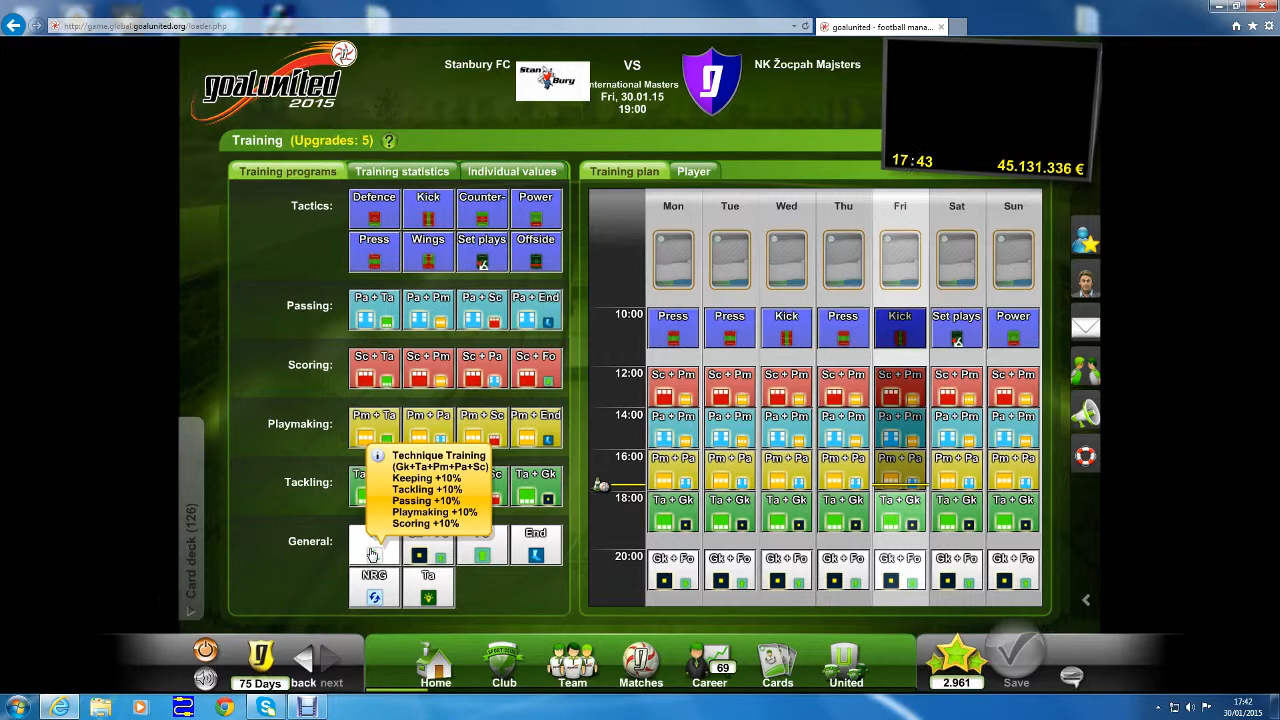 http://game.global.goalunited.org/loader.php
goalunited - football mana...
goalunited
2015
Stanbury FC
Stan Bury
VS
NK Žocpah Majsters
International Masters
Fri, 30.01.15
19:00
17:43
45.131.336 €
Training (Upgrades: 5) ?
Training programs
Training statistics
Individual values
Training plan
Player
Tactics:
Defence
Kick
Counter-
Power
Press
Wings
Set plays
Offside
Passing:
Pa + Ta
Pa + Pm
Pa + Sc
Pa + End
Scoring:
Sc + Ta
Sc + Pm
Sc + Pa
Sc + Fo
Playmaking:
Pm + Ta
Pm + Pa
Pm + Sc
Pm + End
Technique Training
(Gk+Ta+Pm+Pa+Sc)
Keeping +10%
Tackling +10%
Passing +10%
Playmaking +10%
Scoring +10%
Tackling:
Ta + Gk
General:
End
NRG
Ta
Mon Tue Wed Thu Fri Sat Sun
10:00 Press Press Kick Press Kick Set plays Power
12:00 Sc + Pm Sc + Pm Sc + Pm Sc + Pm Sc + Pm Sc + Pm Sc + Pm
14:00 Pa + Pm Pa + Pm Pa + Pm Pa + Pm Pa + Pm Pa + Pm Pa + Pm
16:00 Pm + Pa Pm + Pa Pm + Pa Pm + Pa Pm + Pa Pm + Pa Pm + Pa
18:00 Ta + Gk Ta + Gk Ta + Gk Ta + Gk Ta + Gk Ta + Gk Ta + Gk
20:00 Gk + Fo Gk + Fo Gk + Fo Gk + Fo Gk + Fo Gk + Fo Gk + Fo
Card deck (126)
75 Days
back
next
Home
Club
Team
Matches
69
Career
Cards
United
2.961
Save
17:42
30/01/2015